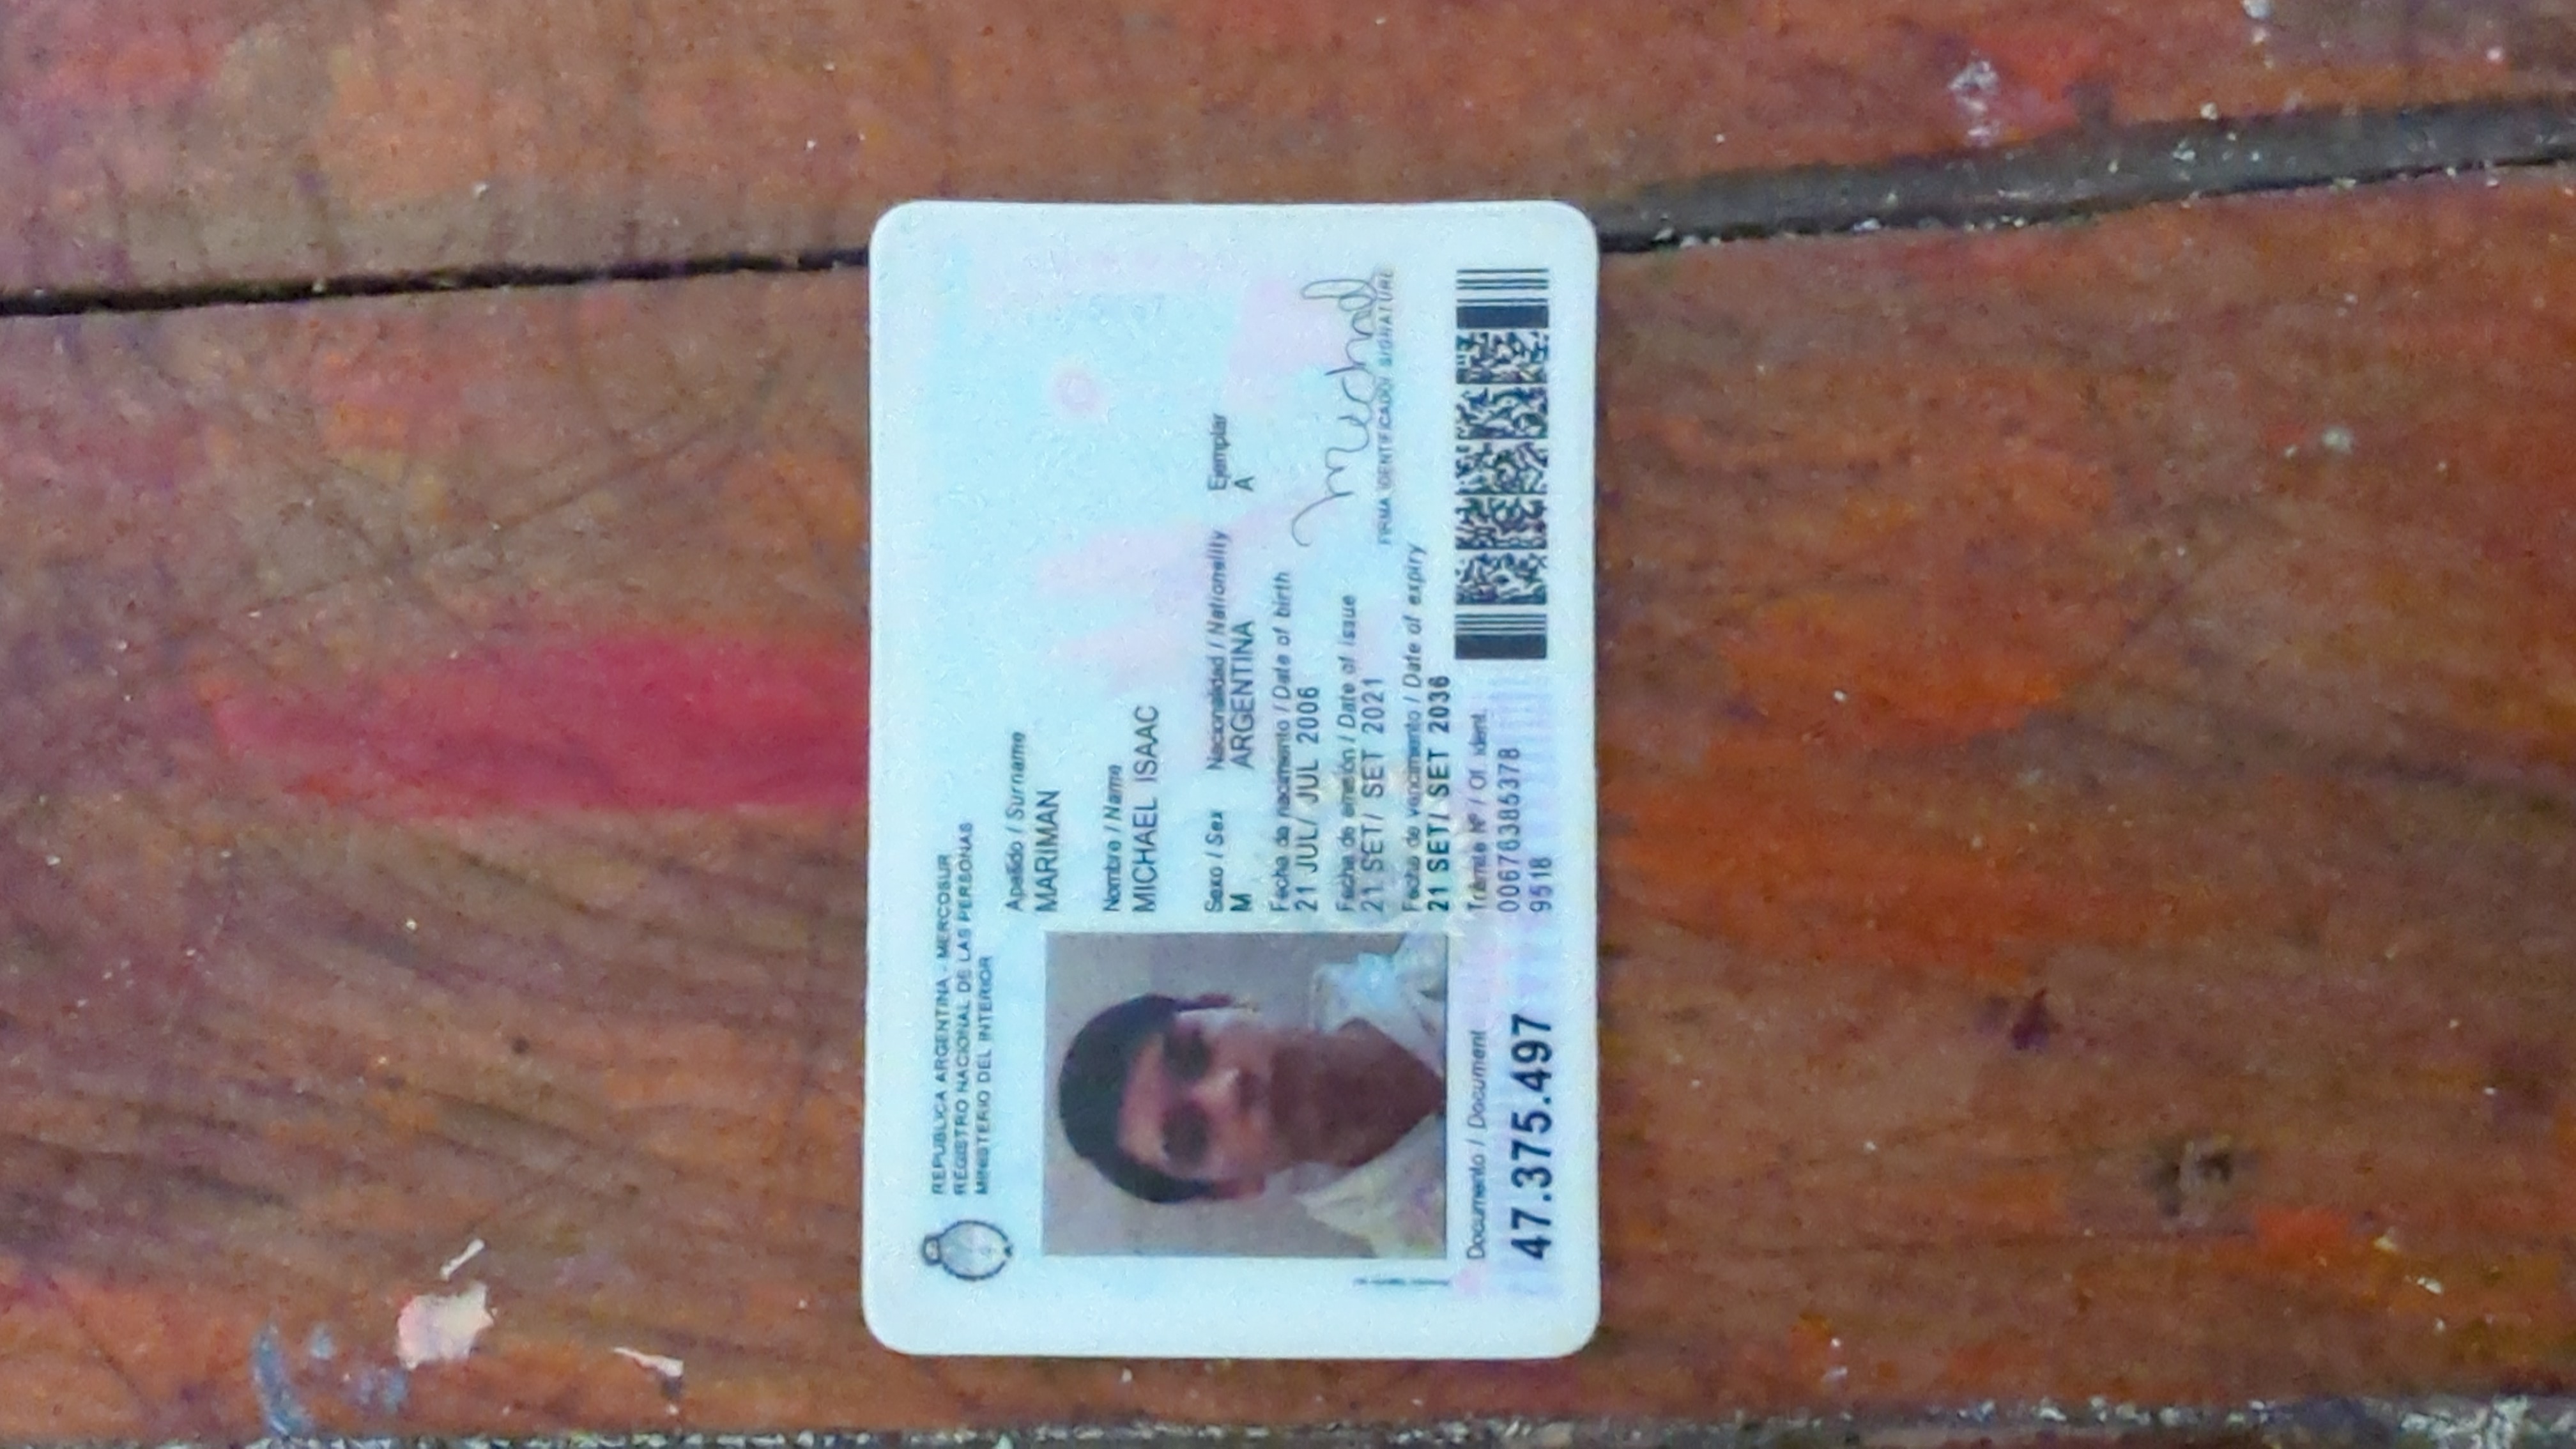 REPUBLICA ARGENTINA - MERCOSUR
REGISTRO NACIONAL DE LAS PERSONAS
MINISTERIO DEL INTERIOR
Apellido / Surname
MARIMAN
Nombre / Name
MICHAEL ISAAC
Sexo / Sex Nacionalidad / Nationality Ejemplar
M ARGENTINA A
Fecha de nacimiento / Date of birth
21 JUL/ JUL 2006
Fecha de emisión / Date of issue
21 SET/ SET 2021
Fecha de vencimiento / Date of expiry
21 SET/ SET 2036
Michael
FIRMA IDENTIFICADO/ SIGNATURE
Documento / Document
47.375.497
Trámite Nº / Of. ident.
00676385378
9518